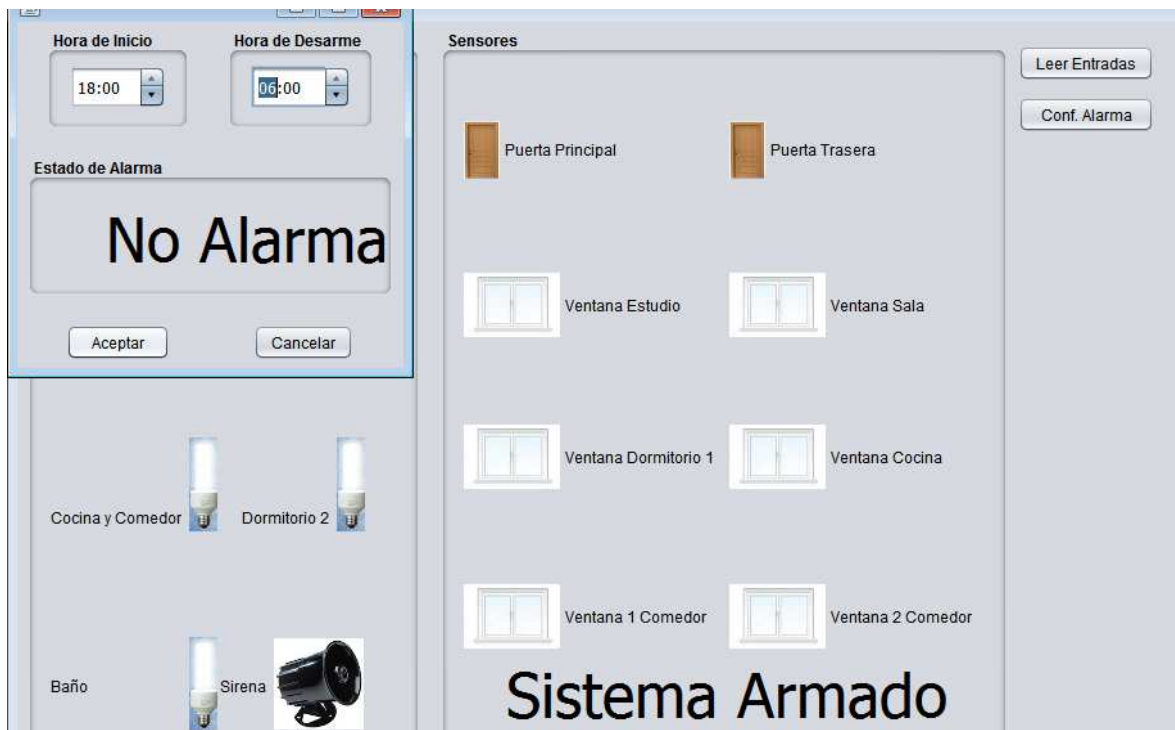 Hora de Inicio
Hora de Desarme
18:00
06:00
Estado de Alarma
No Alarma
Aceptar
Cancelar
Cocina y Comedor
Dormitorio 2
Baño
Sirena
Sensores
Puerta Principal
Puerta Trasera
Ventana Estudio
Ventana Sala
Ventana Dormitorio 1
Ventana Cocina
Ventana 1 Comedor
Ventana 2 Comedor
Sistema Armado
Leer Entradas
Conf. Alarma